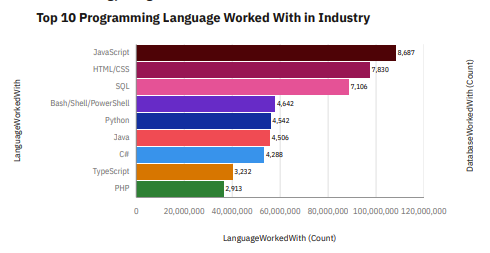 Top 10 Programming Language Worked With in Industry
LanguageWorkedWith
JavaScript 8,687
HTML/CSS 7,830
SQL 7,106
Bash/Shell/PowerShell 4,642
Python 4,542
Java 4,506
C# 4,288
TypeScript 3,232
PHP 2,913
0 20,000,000 40,000,000 60,000,000 80,000,000 100,000,000 120,000,000
LanguageWorkedWith (Count)
DatabaseWorkedWith (Count)